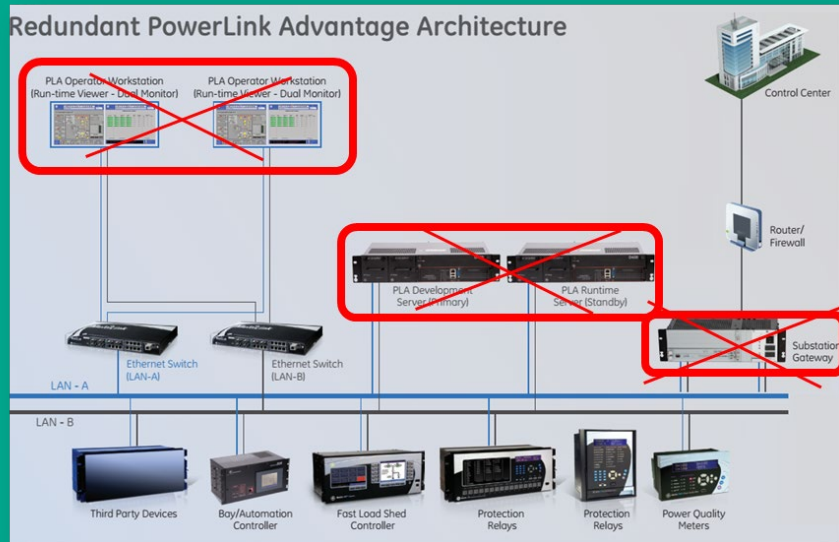 Redundant PowerLink Advantage Architecture
PLA Operator Workstation
(Run-time Viewer - Dual Monitor)
PLA Operator Workstation
(Run-time Viewer - Dual Monitor)
Control Center
Router/
Firewall
PLA Development
Server (Primary)
PLA Runtime
Server (Standby)
Substation
Gateway
Ethernet Switch
(LAN-A)
Ethernet Switch
(LAN-B)
LAN - A
LAN - B
Third Party Devices
Bay/Automation
Controller
Fast Load Shed
Controller
Protection
Relays
Protection
Relays
Power Quality
Meters